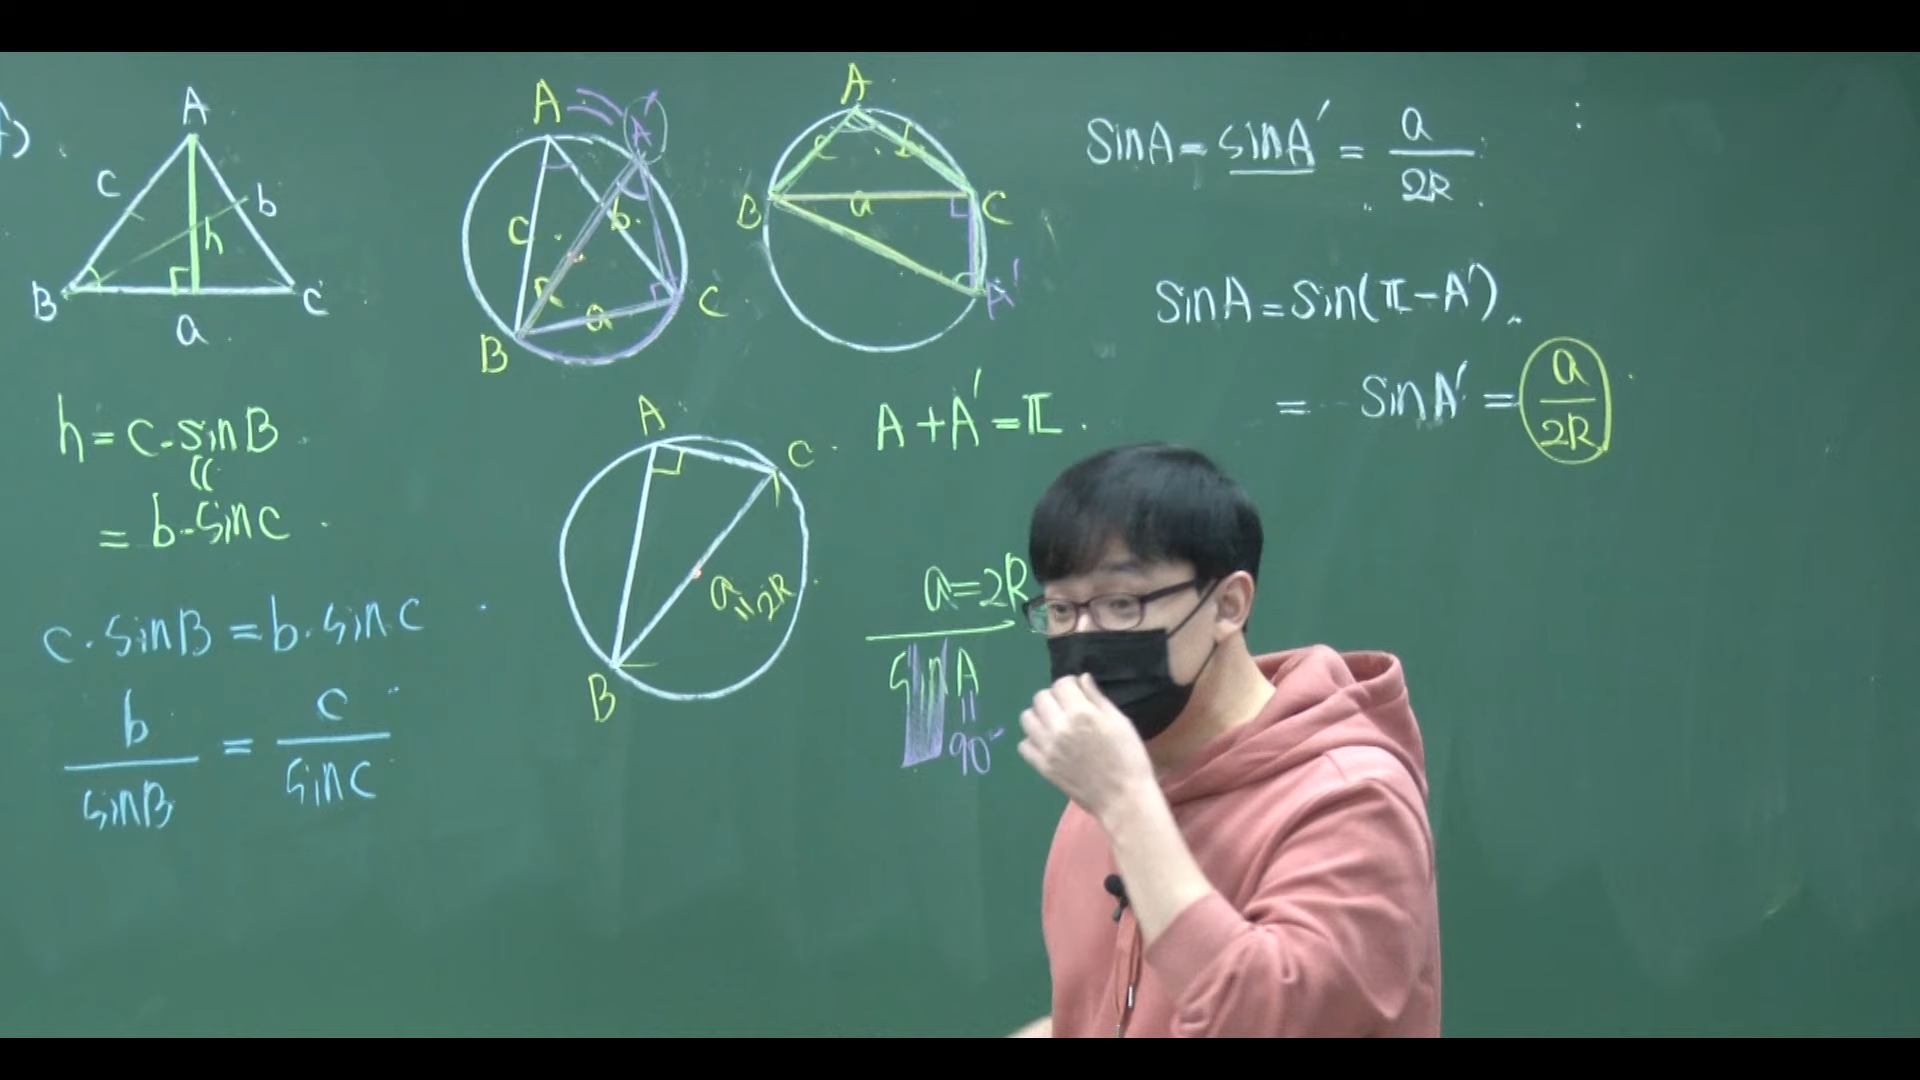 A
c
b
h
B
C
a
h = c·sinB
= b·sinC
c·sinB = b·sinC
b/sinB = c/sinC
A
A'
c
b
a
B
C
A
c
b
B
a
C
A'
A
C
a
=
2R
B
A + A' = π
a = 2R
sinA
=
90°
sinA = sinA' = a/2R
sinA = sin(π - A')
= sinA' = a/2R